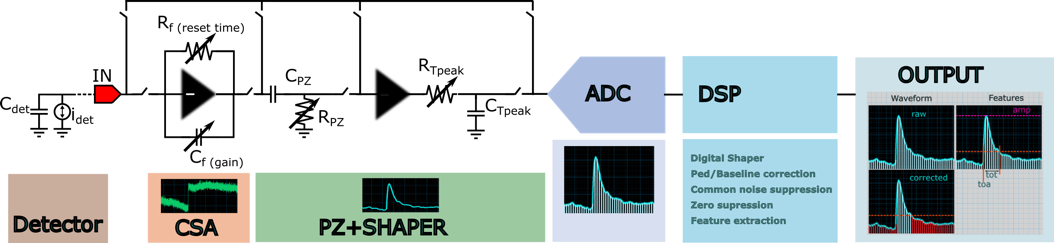 Rf (reset time)
IN
CPZ
RTpeak
Cdet
idet
RPZ
CTpeak
Cf (gain)
ADC
DSP
OUTPUT
Waveform
Features
raw
amp
tot
toa
corrected
Digital Shaper
Ped/Baseline correction
Common noise suppression
Zero supression
Feature extraction
Detector
CSA
PZ+SHAPER